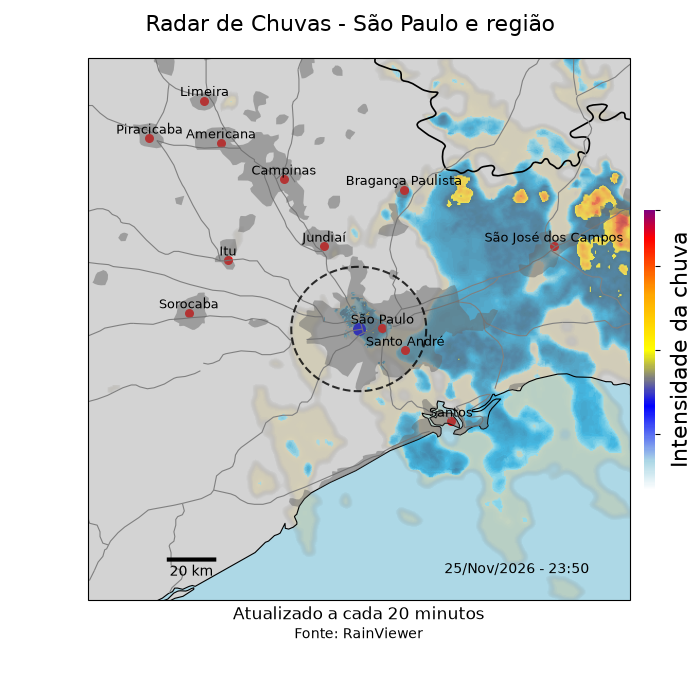 Radar de Chuvas - São Paulo e região
Limeira
Piracicaba
Americana
Campinas
Bragança Paulista
Jundiaí
São José dos Campos
Itu
Sorocaba
São Paulo
Santo André
Santos
Intensidade da chuva
20 km
25/Nov/2026 - 23:50
Atualizado a cada 20 minutos
Fonte: RainViewer